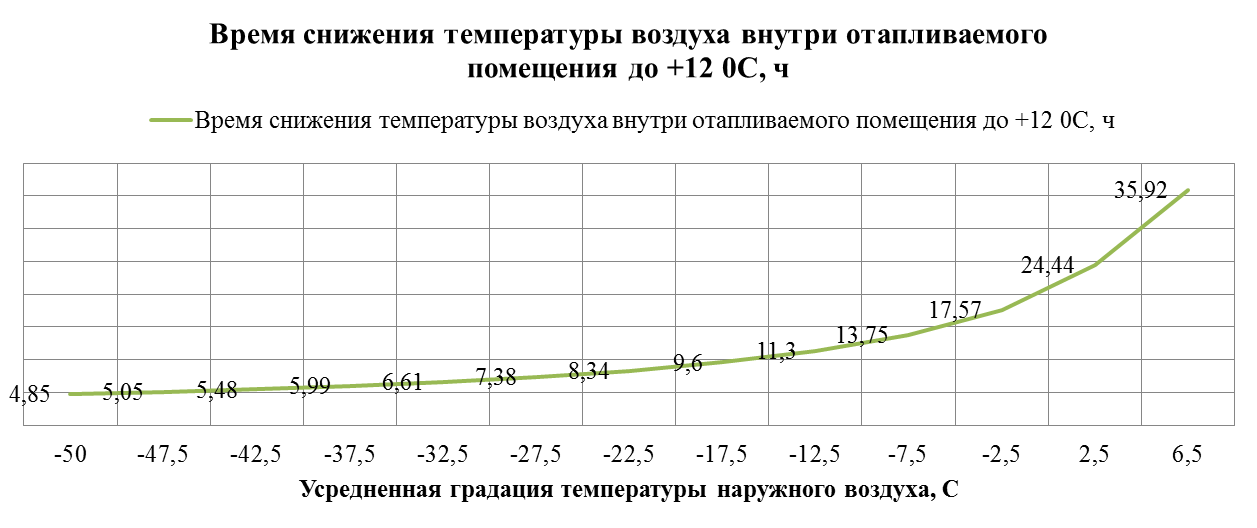 Время снижения температуры воздуха внутри отапливаемого
помещения до +12 0С, ч
Время снижения температуры воздуха внутри отапливаемого помещения до +12 0С, ч
4,85 5,05 5,48 5,99 6,61 7,38 8,34 9,6 11,3 13,75 17,57 24,44 35,92
-50 -47,5 -42,5 -37,5 -32,5 -27,5 -22,5 -17,5 -12,5 -7,5 -2,5 2,5 6,5
Усредненная градация температуры наружного воздуха, С